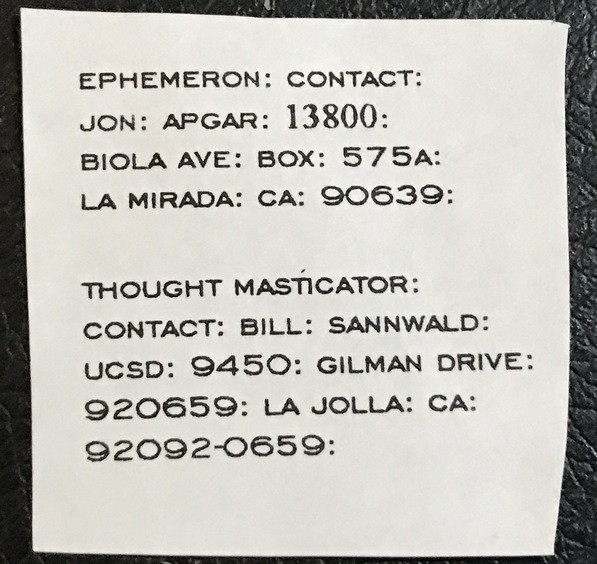 EPHEMERON: CONTACT:
JON: APGAR: 13800:
BIOLA AVE: BOX: 575A:
LA MIRADA: CA: 90639:
THOUGHT MASTICATOR:
CONTACT: BILL: SANNWALD:
UCSD: 9450: GILMAN DRIVE:
920659: LA JOLLA: CA:
92092-0659: